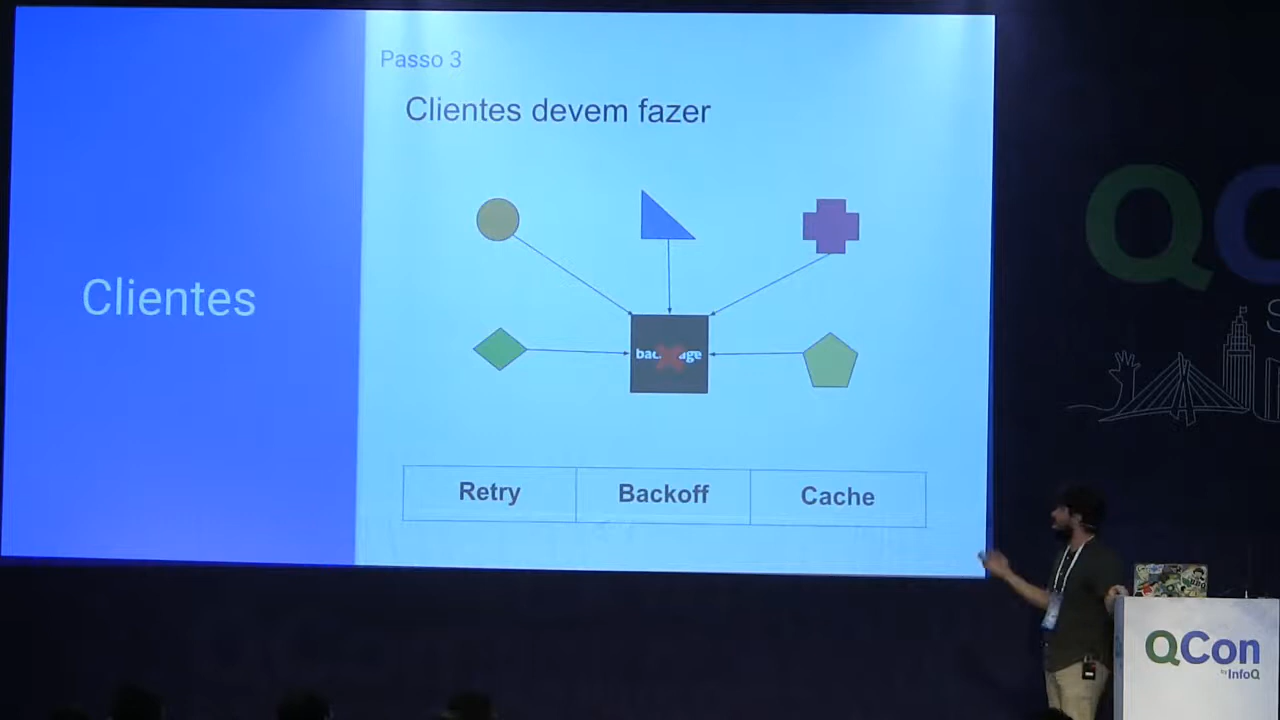 Clientes
Passo 3
Clientes devem fazer
Retry
Backoff
Cache
QCon
by InfoQ